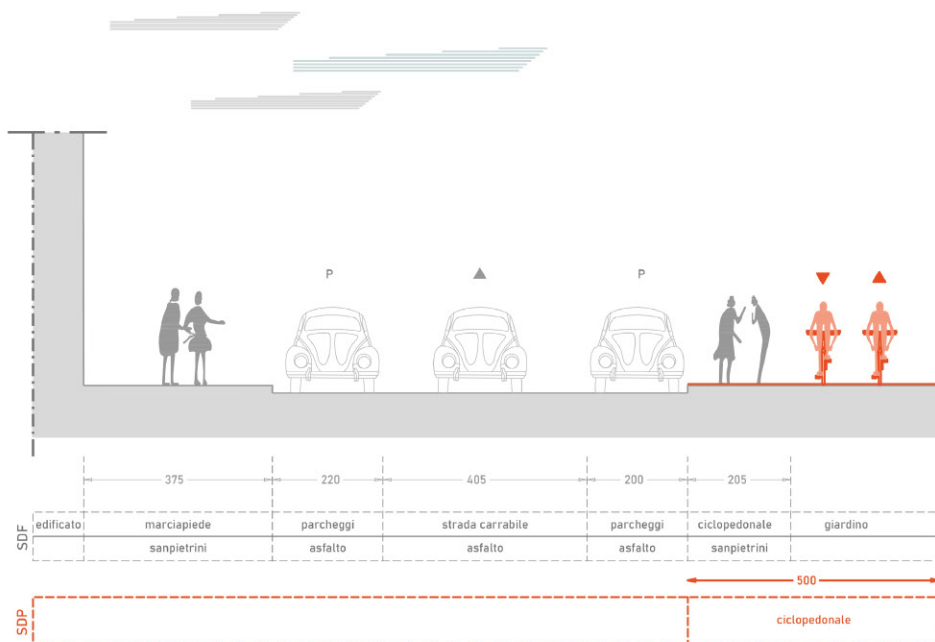 P
P
375
220
405
200
205
SDF
edificato
marciapiede
parcheggi
strada carrabile
parcheggi
ciclopedonale
giardino
sanpietrini
asfalto
asfalto
asfalto
sanpietrini
500
SDP
ciclopedonale